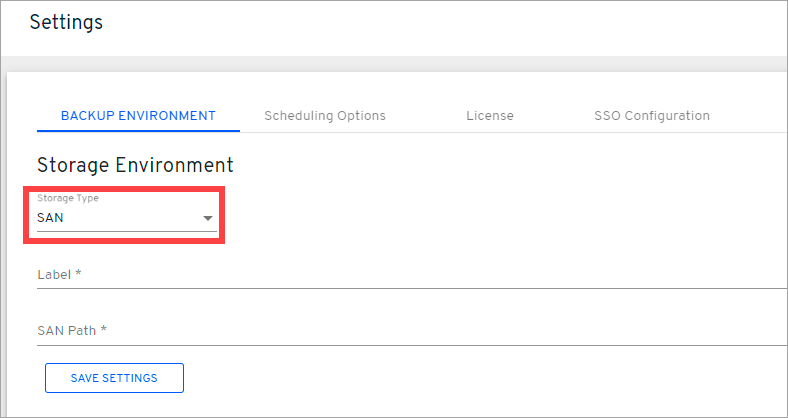 Settings
BACKUP ENVIRONMENT Scheduling Options License SSO Configuration
Storage Environment
Storage Type
SAN
Label *
SAN Path *
SAVE SETTINGS